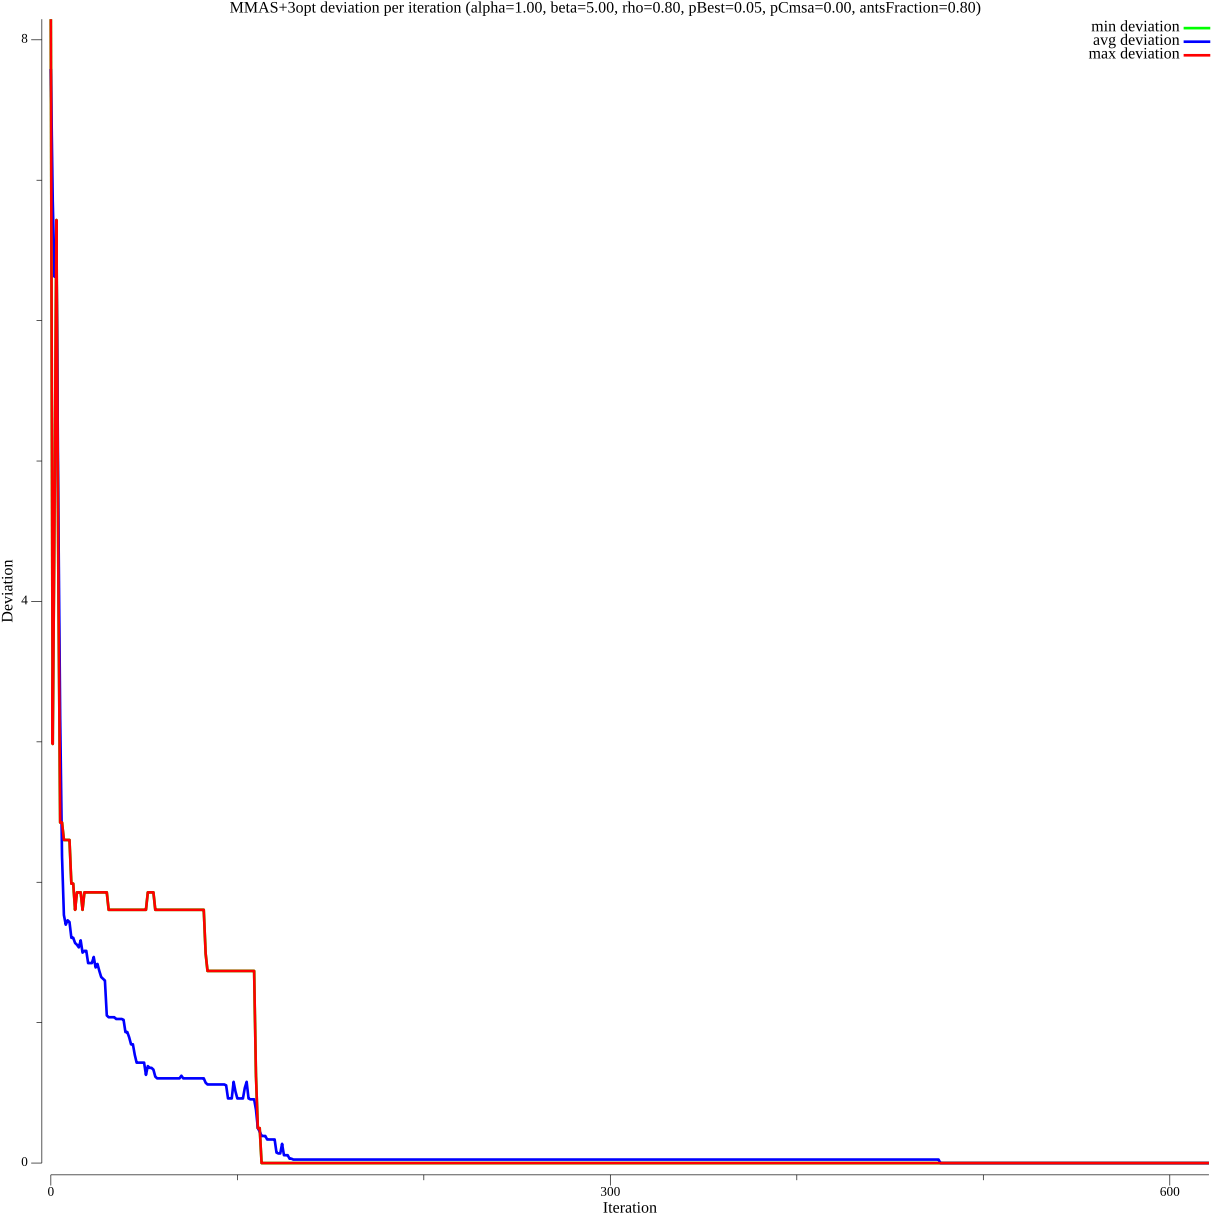 MMAS+3opt deviation per iteration (alpha=1.00, beta=5.00, rho=0.80, pBest=0.05, pCmsa=0.00, antsFraction=0.80)
min deviation
avg deviation
max deviation
8
4
0
Deviation
0
300
600
Iteration